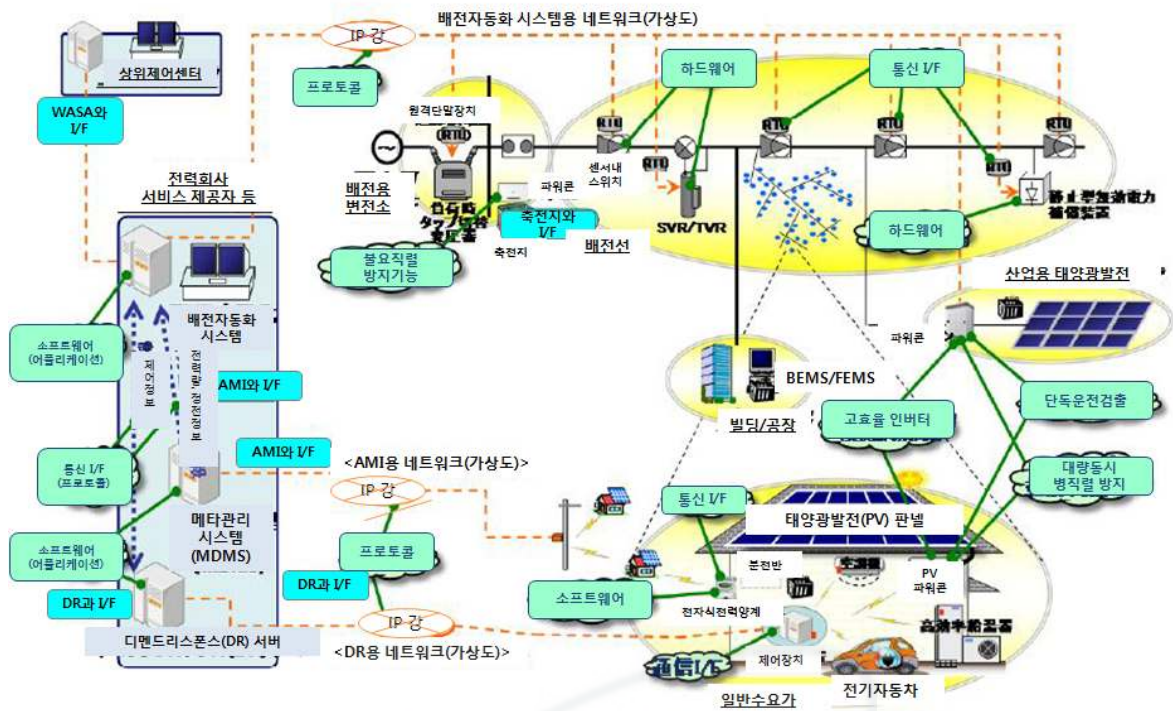 배전자동화 시스템용 네트워크(가상도)
IP 강
상위제어센터
프로토콜
하드웨어
통신 I/F
WASA와
I/F
원격단말장치
RTU
RTU
RTU
RTU
RTU
RTU
RTU
센서내
스위치
전력회사
서비스 제공자 등
배전용
변전소
파워콘
축전지와
I/F
축전지
배전선
SVR/TVR
불요직렬
방지기능
하드웨어
산업용 태양광발전
배전자동화
시스템
소프트웨어
(어플리케이션)
제어정보
전력량, 정전정보
AMI와 I/F
파워콘
BEMS/FEMS
빌딩/공장
고효율 인버터
단독운전검출
AMI와 I/F
<AMI용 네트워크(가상도)>
IP 강
통신 I/F
(프로토콜)
대량동시
병직렬 방지
통신 I/F
태양광발전(PV) 판넬
메타관리
시스템
(MDMS)
소프트웨어
(어플리케이션)
프로토콜
분전반
PV
파워콘
DR과 I/F
DR과 I/F
소프트웨어
전자식전력량계
IP 강
디멘드리스폰스(DR) 서버
<DR용 네트워크(가상도)>
通信I/F
제어장치
전기자동차
일반수요가